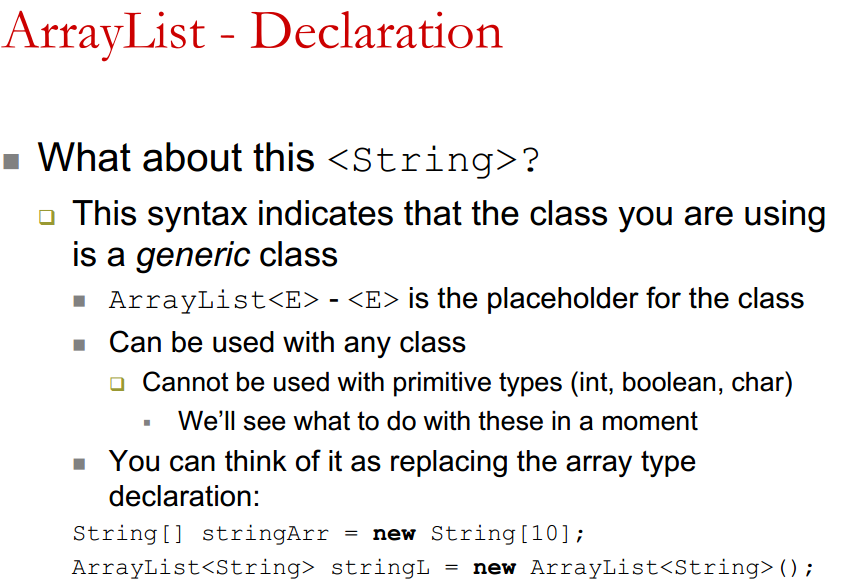 ArrayList - Declaration
What about this <String>?
This syntax indicates that the class you are using
is a generic class
ArrayList<E> - <E> is the placeholder for the class
Can be used with any class
Cannot be used with primitive types (int, boolean, char)
We’ll see what to do with these in a moment
You can think of it as replacing the array type
declaration:
String[] stringArr = new String[10];
ArrayList<String> stringL = new ArrayList<String>();